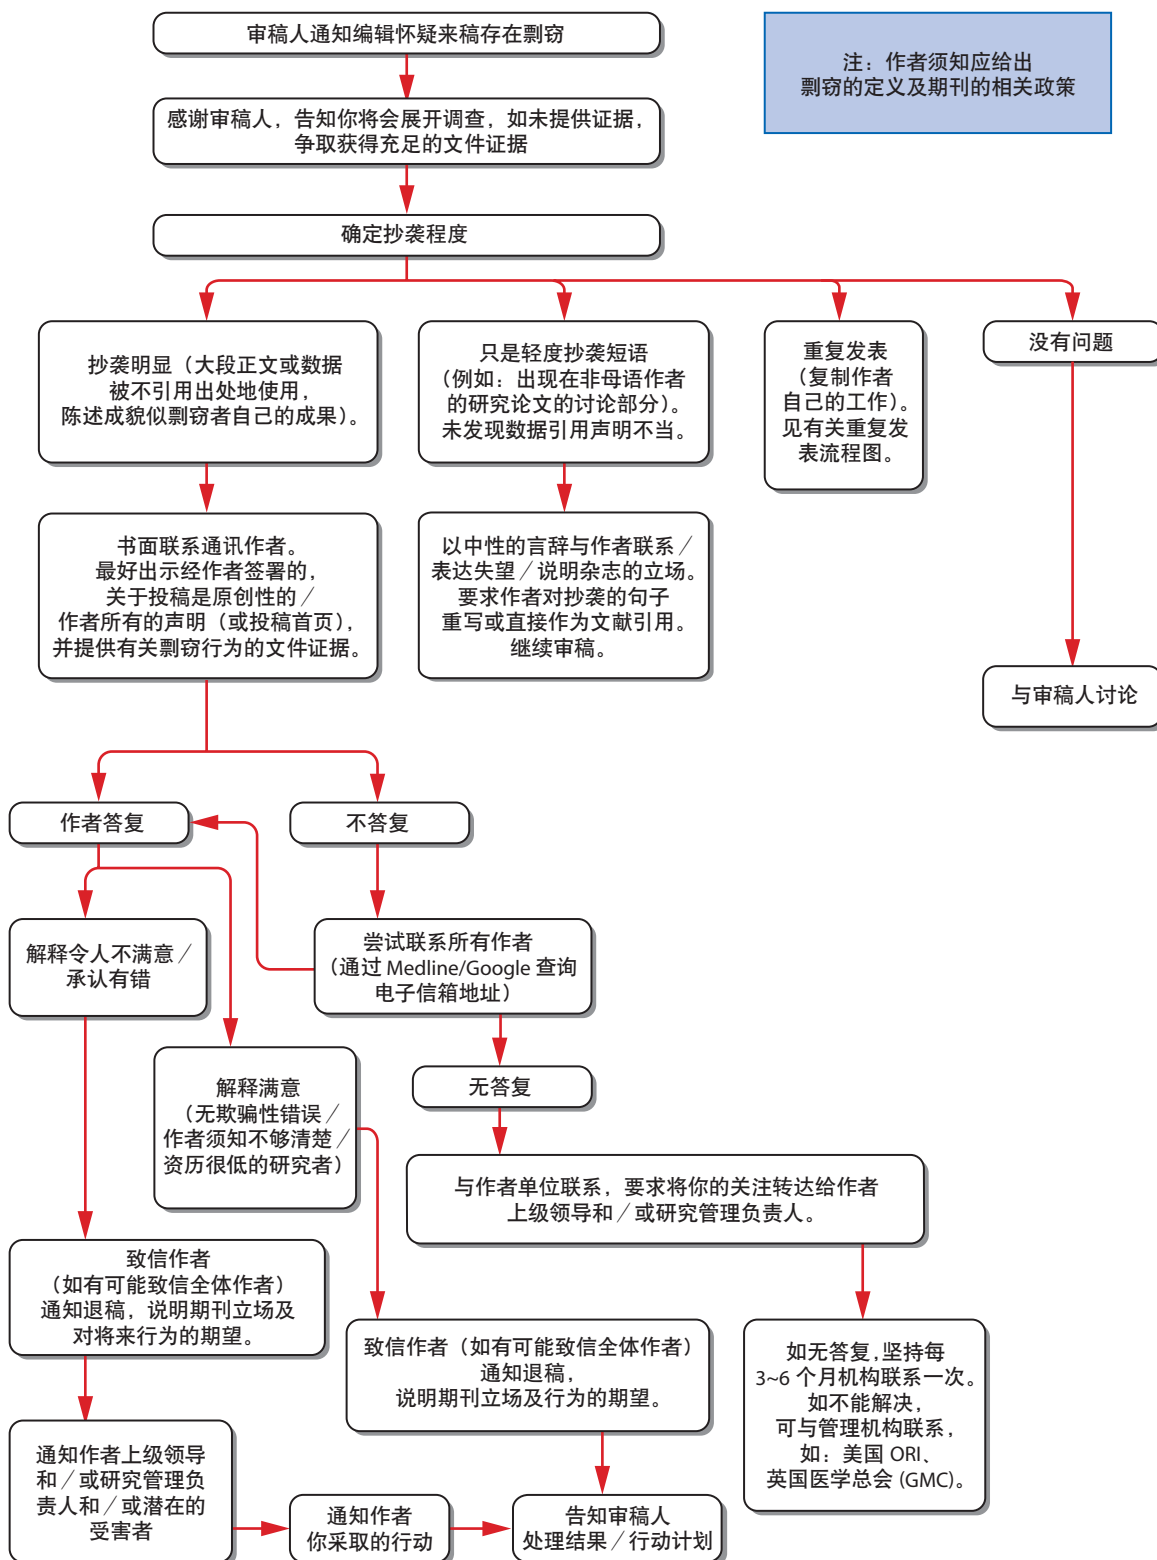 审稿人通知编辑怀疑来稿存在剽窃
注：作者须知应给出
剽窃的定义及期刊的相关政策
感谢审稿人，告知你将会展开调查，如未提供证据，
争取获得充足的文件证据
确定抄袭程度
抄袭明显（大段正文或数据
被不引用出处地使用，
陈述成貌似剽窃者自己的成果）。
只是轻度抄袭短语
（例如：出现在非母语作者
的研究论文的讨论部分）。
未发现数据引用声明不当。
重复发表
（复制作者
自己的工作）。
见有关重复发
表流程图。
没有问题
书面联系通讯作者。
最好出示经作者签署的，
关于投稿是原创性的／
作者所有的声明（或投稿首页），
并提供有关剽窃行为的文件证据。
以中性的言辞与作者联系／
表达失望／说明杂志的立场。
要求作者对抄袭的句子
重写或直接作为文献引用。
继续审稿。
与审稿人讨论
作者答复
不答复
解释令人不满意／
承认有错
尝试联系所有作者
（通过 Medline/Google 查询
电子信箱地址）
解释满意
（无欺骗性错误／
作者须知不够清楚／
资历很低的研究者）
无答复
与作者单位联系，要求将你的关注转达给作者
上级领导和／或研究管理负责人。
致信作者
（如有可能致信全体作者）
通知退稿，说明期刊立场及
对将来行为的期望。
致信作者（如有可能致信全体作者）
通知退稿，
说明期刊立场及行为的期望。
如无答复，坚持每
3~6 个月机构联系一次。
如不能解决，
可与管理机构联系，
如：美国 ORI、
英国医学总会 (GMC)。
通知作者上级领导
和／或研究管理负
责人和／或潜在的
受害者
通知作者
你采取的行动
告知审稿人
处理结果／行动计划